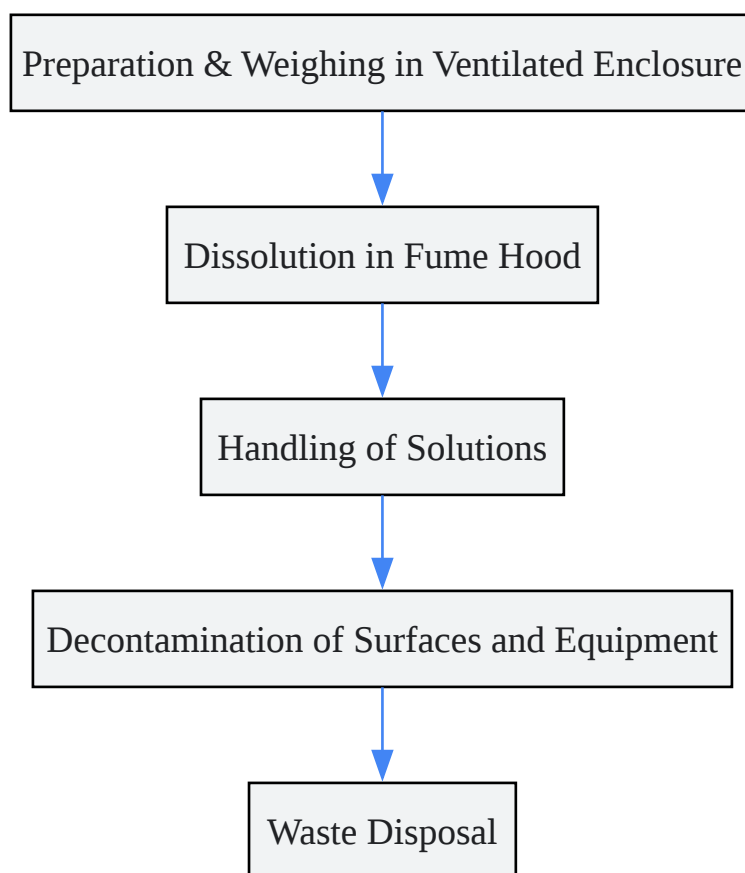 Preparation & Weighing in Ventilated Enclosure
Dissolution in Fume Hood
Handling of Solutions
Decontamination of Surfaces and Equipment
Waste Disposal